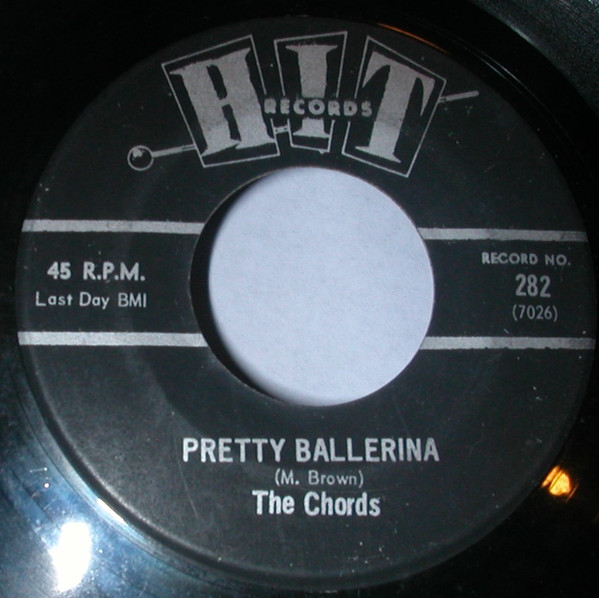 HIT
RECORDS
45 R.P.M.
Last Day BMI
RECORD NO.
282
(7026)
PRETTY BALLERINA
(M. Brown)
The Chords